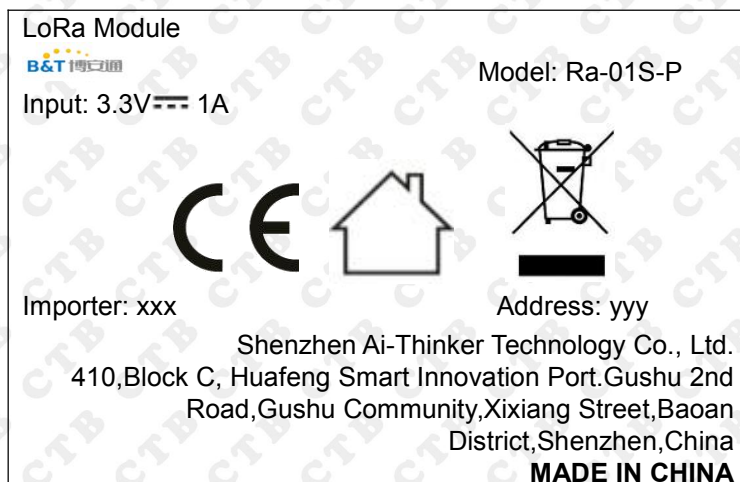 LoRa Module
B&T 博安通
Model: Ra-01S-P
Input: 3.3V 1A
CE
Importer: xxx
Address: yyy
Shenzhen Ai-Thinker Technology Co., Ltd.
410,Block C, Huafeng Smart Innovation Port.Gushu 2nd
Road,Gushu Community,Xixiang Street,Baoan
District,Shenzhen,China
MADE IN CHINA
CTB